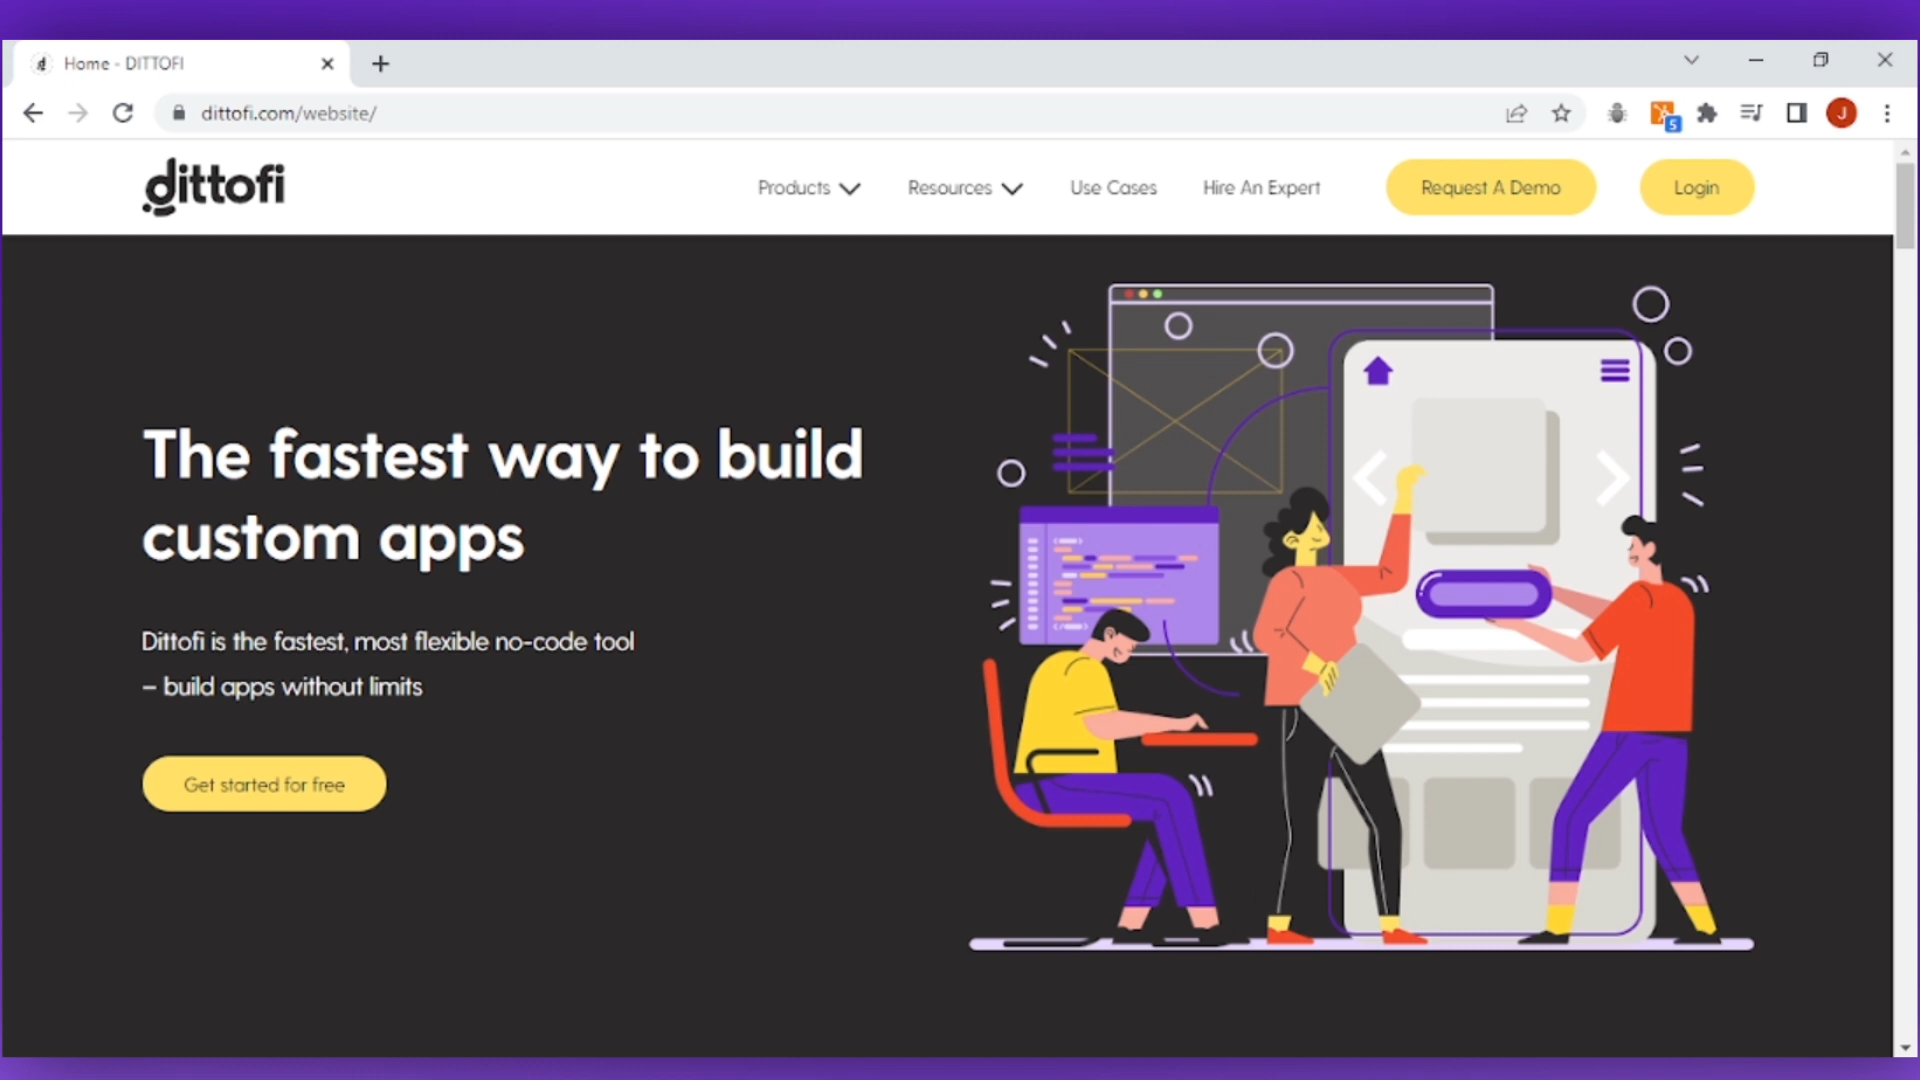 Home - DITTOFI
dittofi.com/website/
5
J
dittofi
Products
Resources
Use Cases
Hire An Expert
Request A Demo
Login
The fastest way to build
custom apps
Dittofi is the fastest, most flexible no-code tool
– build apps without limits
Get started for free